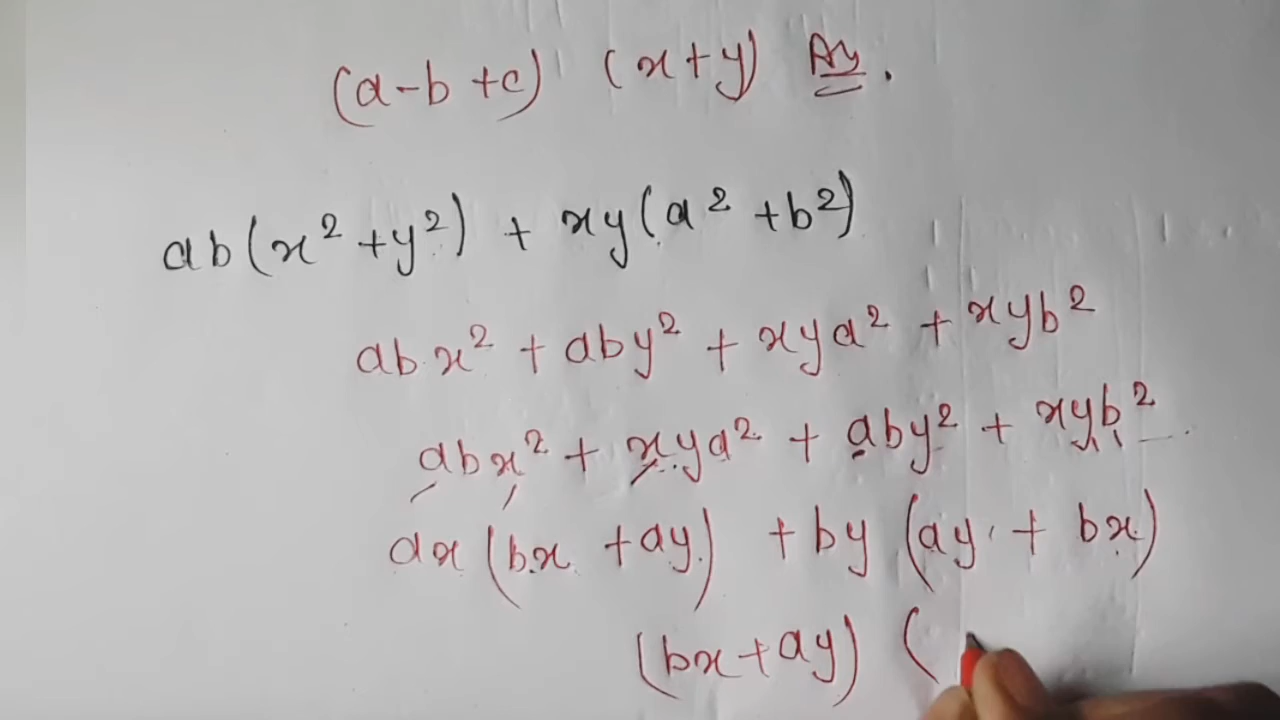 (a-b+c) (x+y) Ay.
ab(x²+y²) + xy(a²+b²)
abx² + aby² + xya² + xyb²
abx² + xya² + aby² + xyb²
ax(bx+ay) + by(ay+bx)
(bx+ay) (